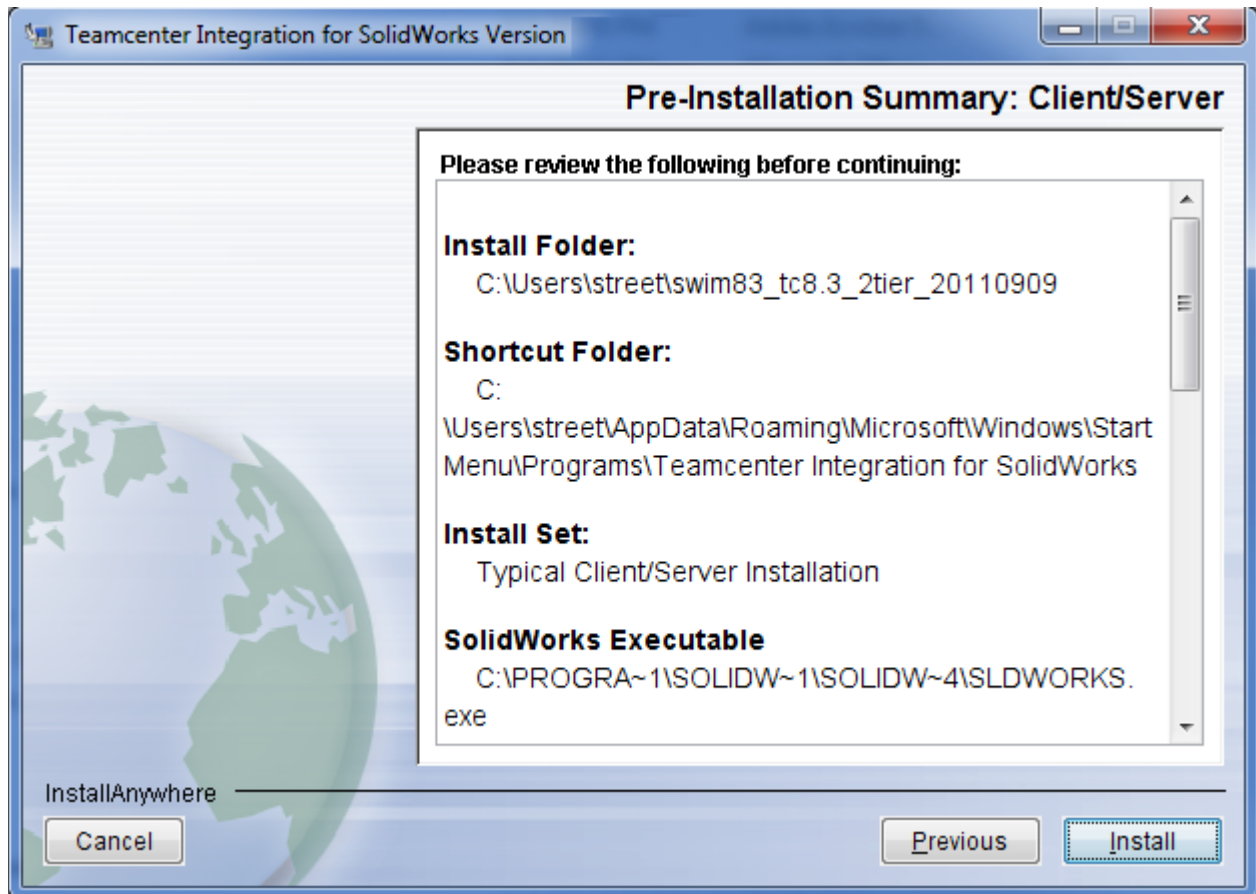 Teamcenter Integration for SolidWorks Version
Pre-Installation Summary: Client/Server
Please review the following before continuing:
Install Folder:
C:\Users\street\swim83_tc8.3_2tier_20110909
Shortcut Folder:
C:
\Users\street\AppData\Roaming\Microsoft\Windows\Start
Menu\Programs\Teamcenter Integration for SolidWorks
Install Set:
Typical Client/Server Installation
SolidWorks Executable
C:\PROGRA~1\SOLIDW~1\SOLIDW~4\SLDWORKS.
exe
InstallAnywhere
Cancel
Previous
Install